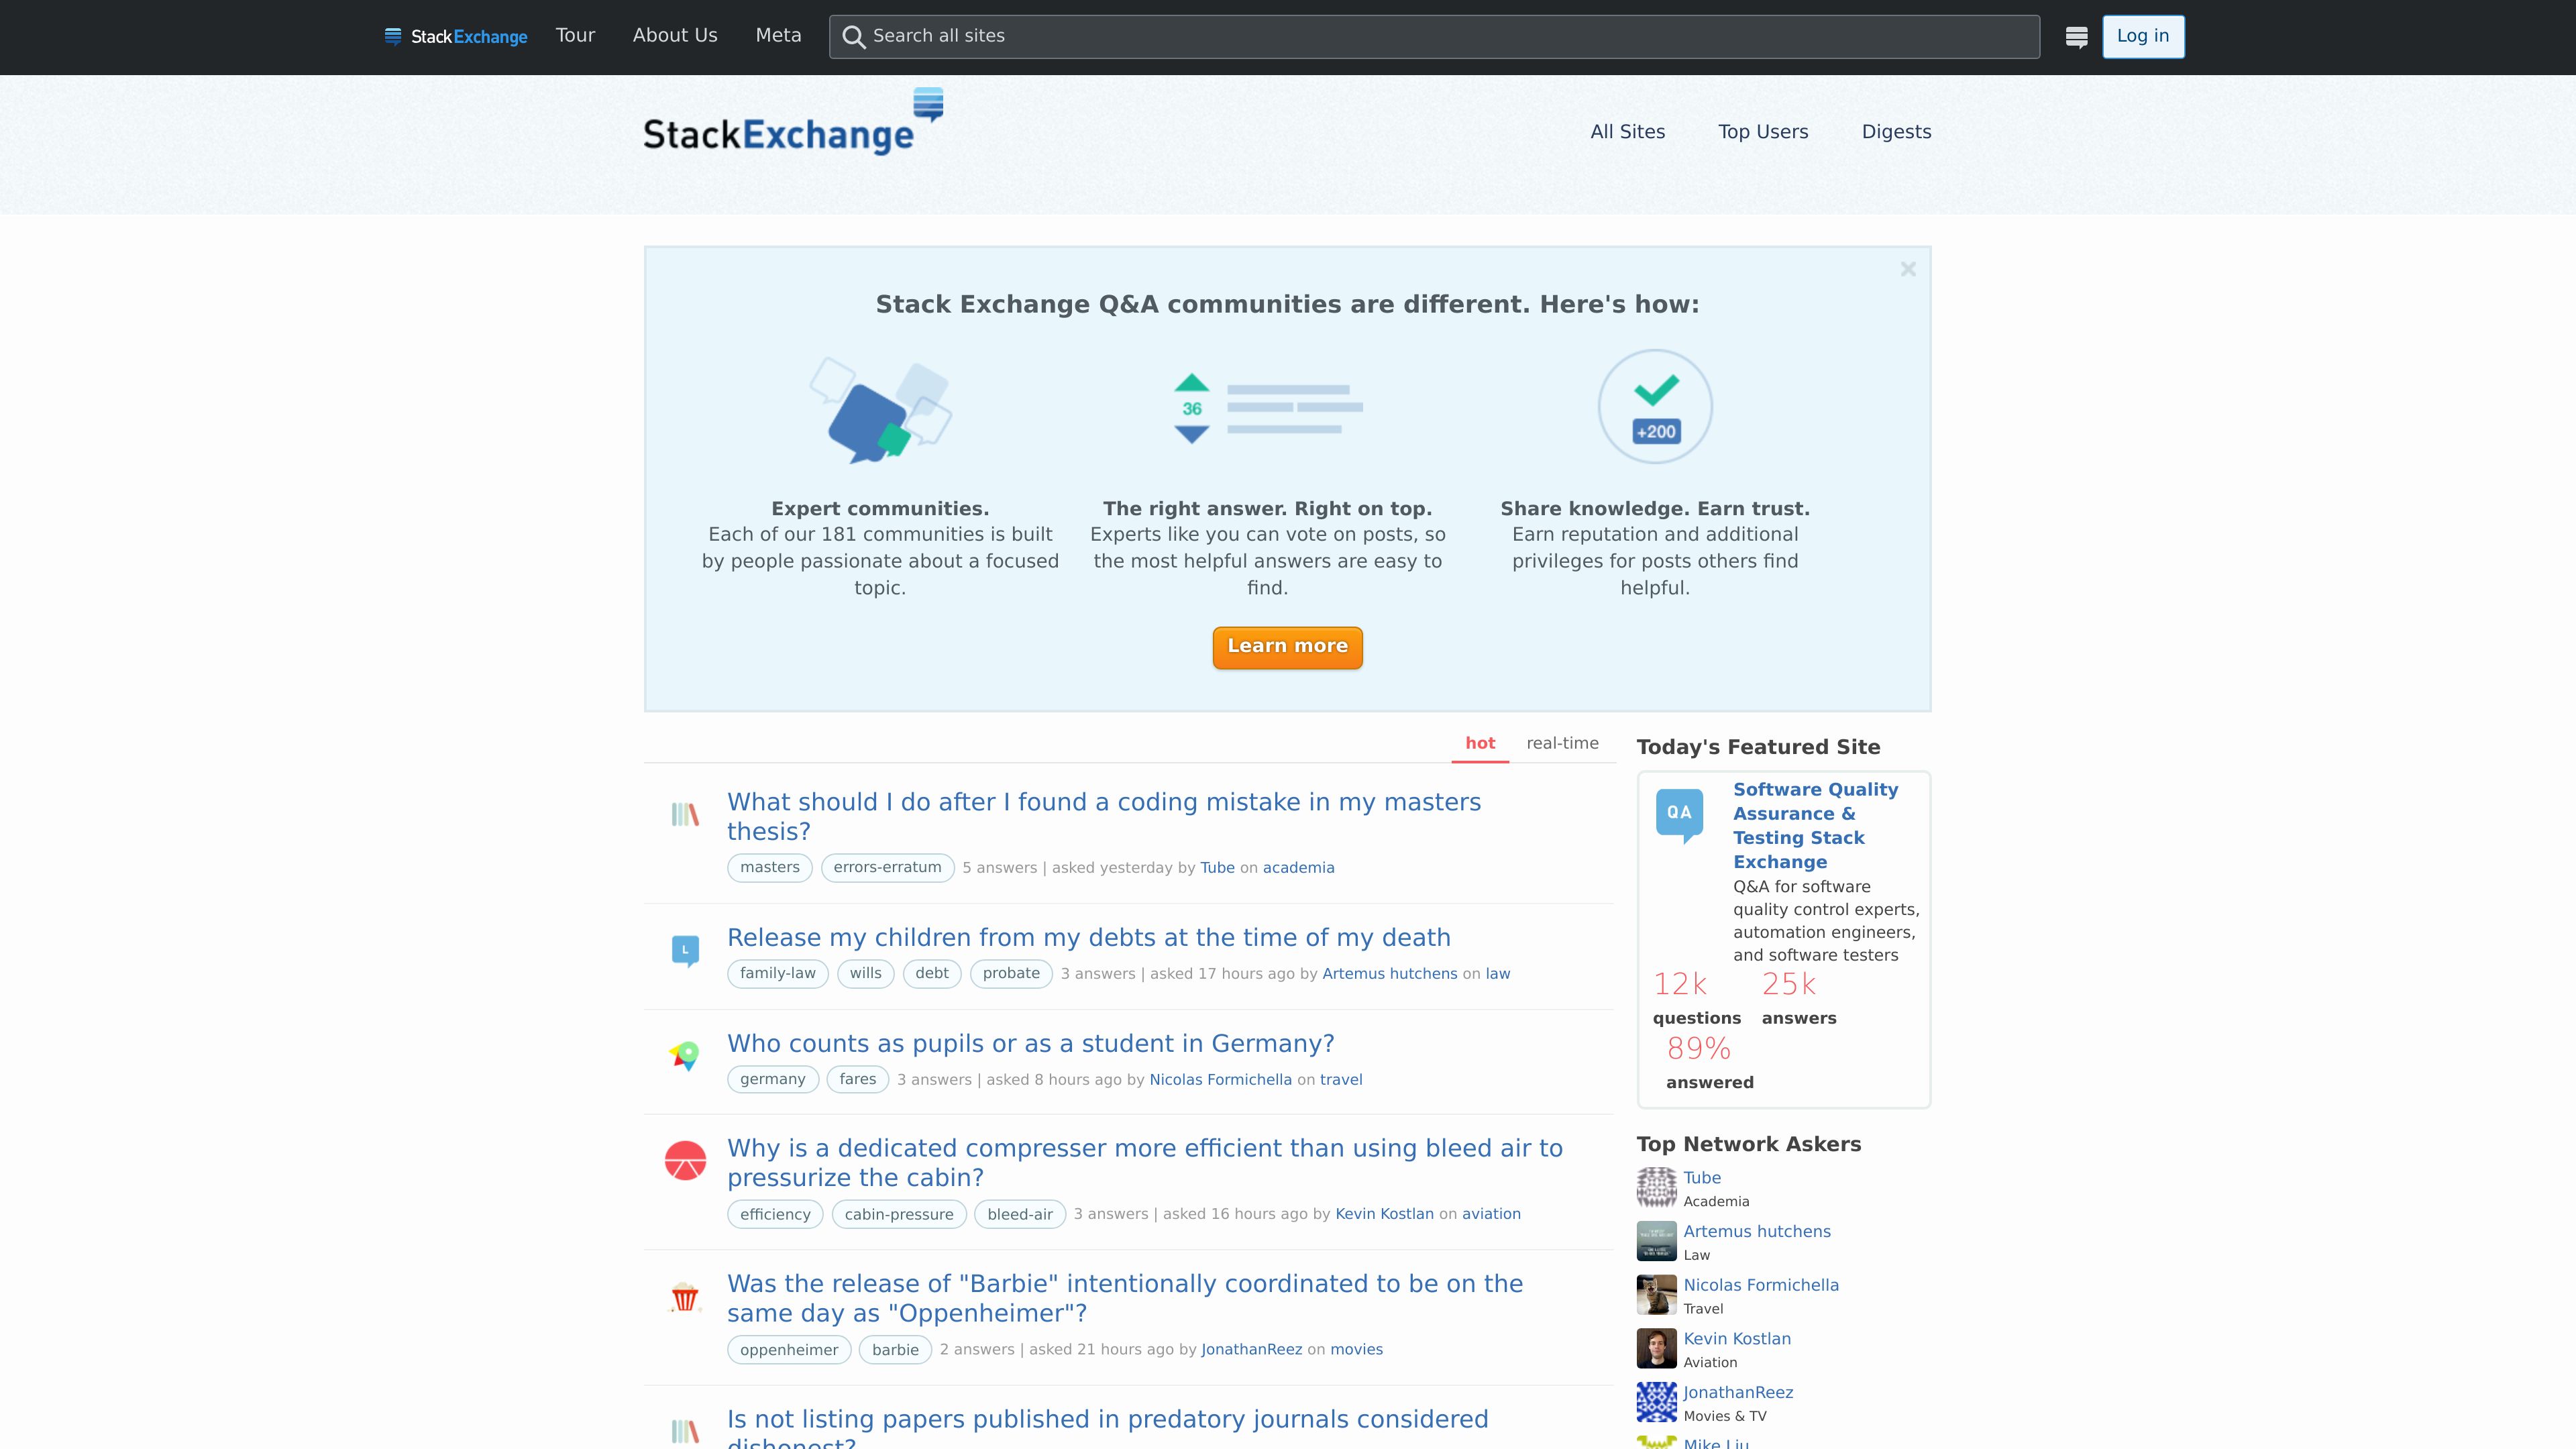 StackExchange Tour About Us Meta Search all sites Log in
StackExchange All Sites Top Users Digests
Stack Exchange Q&A communities are different. Here's how:
36
+200
Expert communities.
Each of our 181 communities is built
by people passionate about a focused
topic.
The right answer. Right on top.
Experts like you can vote on posts, so
the most helpful answers are easy to
find.
Share knowledge. Earn trust.
Earn reputation and additional
privileges for posts others find
helpful.
Learn more
hot real-time
What should I do after I found a coding mistake in my masters
thesis?
masters errors-erratum 5 answers | asked yesterday by Tube on academia
L
Release my children from my debts at the time of my death
family-law wills debt probate 3 answers | asked 17 hours ago by Artemus hutchens on law
Who counts as pupils or as a student in Germany?
germany fares 3 answers | asked 8 hours ago by Nicolas Formichella on travel
Why is a dedicated compresser more efficient than using bleed air to
pressurize the cabin?
efficiency cabin-pressure bleed-air 3 answers | asked 16 hours ago by Kevin Kostlan on aviation
Was the release of "Barbie" intentionally coordinated to be on the
same day as "Oppenheimer"?
oppenheimer barbie 2 answers | asked 21 hours ago by JonathanReez on movies
Is not listing papers published in predatory journals considered
dishonest?
Today's Featured Site
QA
Software Quality
Assurance &
Testing Stack
Exchange
Q&A for software
quality control experts,
automation engineers,
and software testers
12k 25k
questions answers
89%
answered
Top Network Askers
Tube
Academia
Artemus hutchens
Law
Nicolas Formichella
Travel
Kevin Kostlan
Aviation
JonathanReez
Movies & TV
Mike Liu